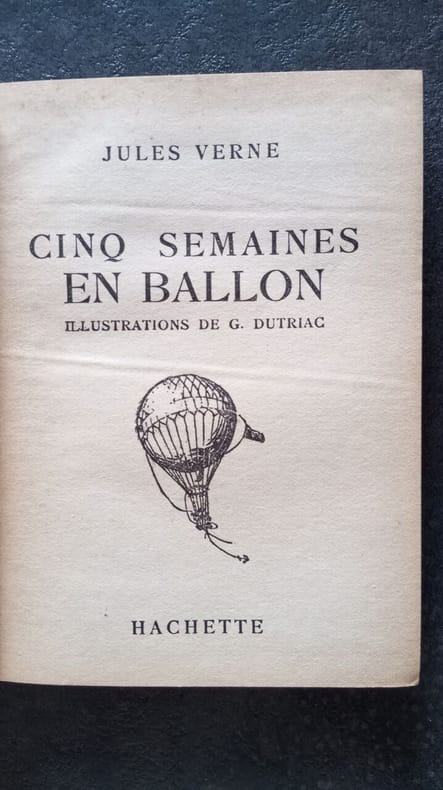 JULES VERNE
CINQ SEMAINES
EN BALLON
ILLUSTRATIONS DE G. DUTRIAC
HACHETTE